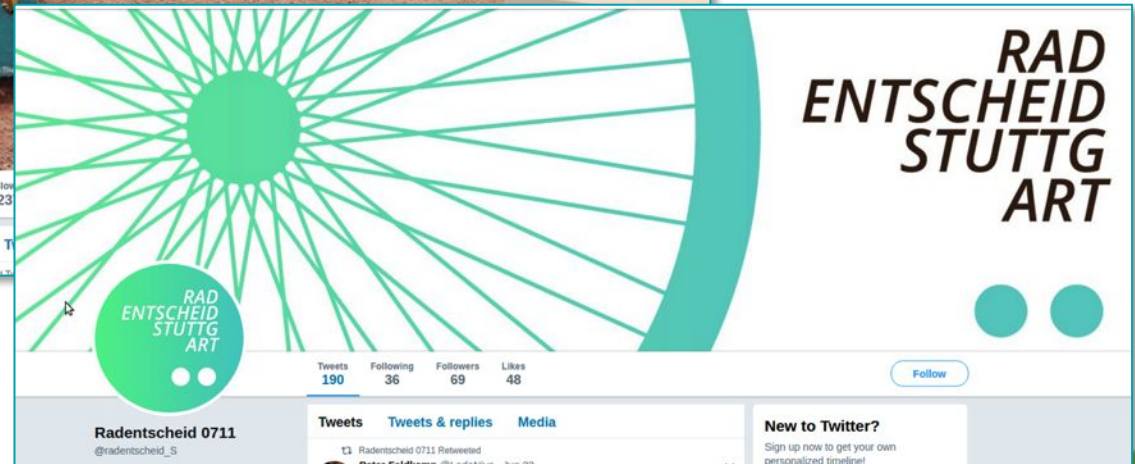 RAD
ENTSCHEID
STUTTG
ART
RAD
ENTSCHEID
STUTTG
ART
Tweets Following Followers Likes
190 36 69 48
Follow
Radentscheid 0711
@radentscheid_S
Tweets Tweets & replies Media
Radentscheid 0711 Retweeted
New to Twitter?
Sign up now to get your own
personalized timeline!